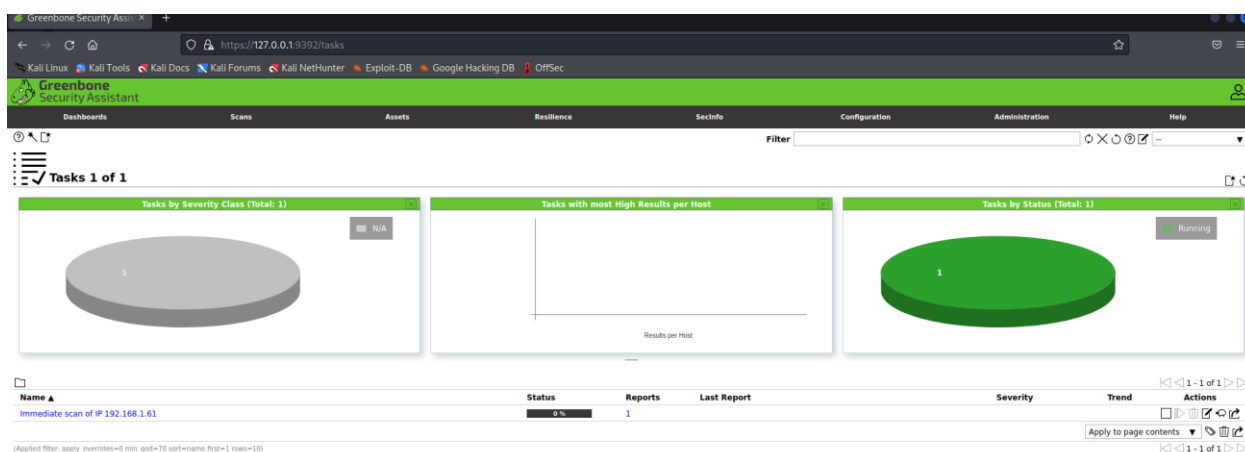 Greenbone Security Assis
https://127.0.0.1:9392/tasks
Kali Linux Kali Tools Kali Docs Kali Forums Kali NetHunter Exploit-DB Google Hacking DB OffSec
Greenbone
Security Assistant
Dashboards Scans Assets Resilience SecInfo Configuration Administration Help
Filter --
Tasks 1 of 1
Tasks by Severity Class (Total: 1) Tasks with most High Results per Host Tasks by Status (Total: 1)
N/A Running
1 1
Results per Host
1 - 1 of 1
Name ▲ Status Reports Last Report Severity Trend Actions
Immediate scan of IP 192.168.1.61 0 % 1
Apply to page contents ▼
(Applied filter: apply_overrides=0 min_qod=70 sort=name first=1 rows=10) 1 - 1 of 1